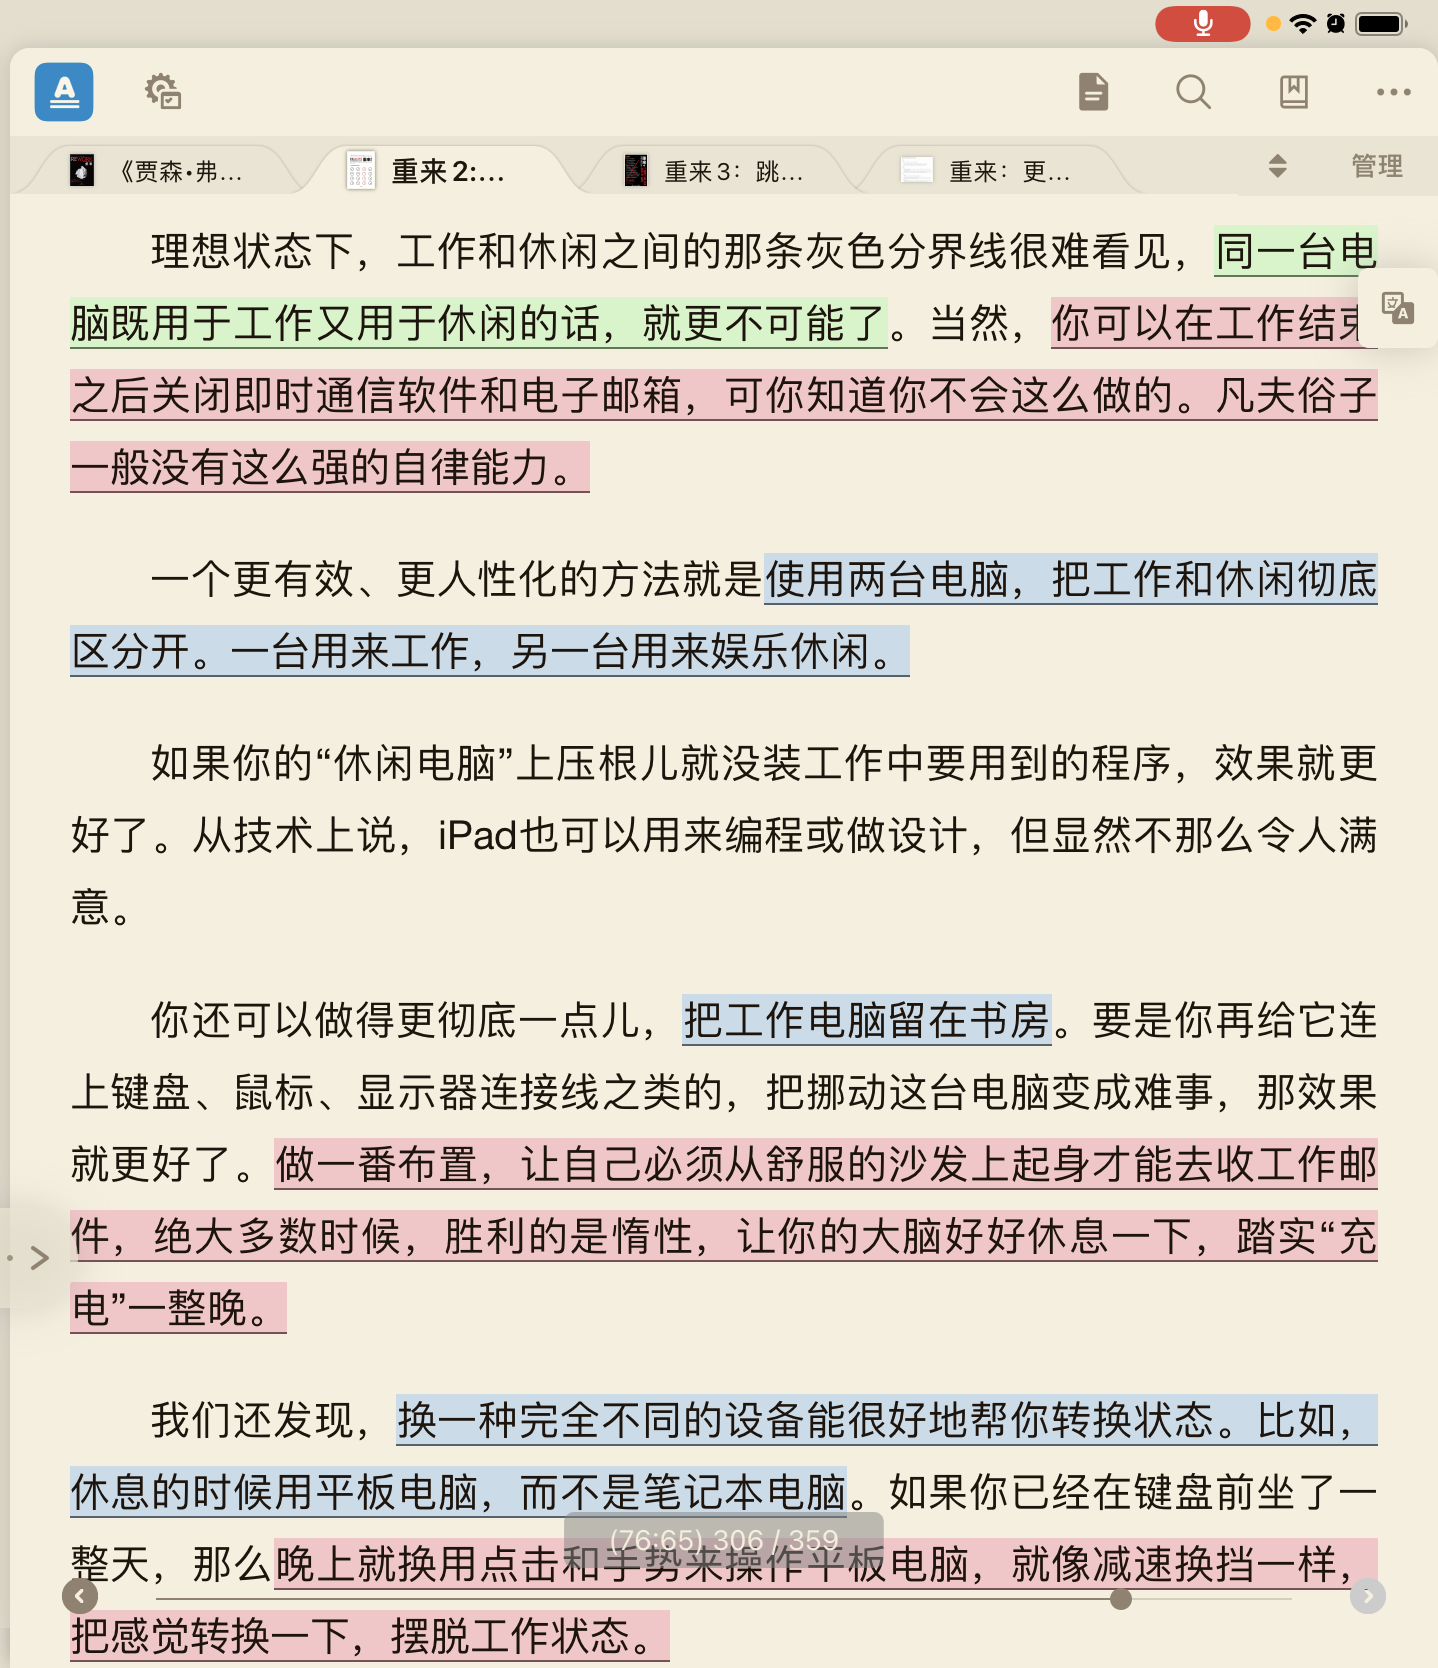 《贾森•弗...
重来 2:...
重来 3：跳...
重来：更...
管理
理想状态下，工作和休闲之间的那条灰色分界线很难看见，同一台电
脑既用于工作又用于休闲的话，就更不可能了。当然，你可以在工作结束
之后关闭即时通信软件和电子邮箱，可你知道你不会这么做的。凡夫俗子
一般没有这么强的自律能力。
一个更有效、更人性化的方法就是使用两台电脑，把工作和休闲彻底
区分开。一台用来工作，另一台用来娱乐休闲。
如果你的“休闲电脑”上压根儿就没装工作中要用到的程序，效果就更
好了。从技术上说，iPad也可以用来编程或做设计，但显然不那么令人满
意。
你还可以做得更彻底一点儿，把工作电脑留在书房。要是你再给它连
上键盘、鼠标、显示器连接线之类的，把挪动这台电脑变成难事，那效果
就更好了。做一番布置，让自己必须从舒服的沙发上起身才能去收工作邮
件，绝大多数时候，胜利的是惰性，让你的大脑好好休息一下，踏实“充
电”一整晚。
我们还发现，换一种完全不同的设备能很好地帮你转换状态。比如，
休息的时候用平板电脑，而不是笔记本电脑。如果你已经在键盘前坐了一
(76:65) 306 / 359
整天，那么晚上就换用点击和手势来操作平板电脑，就像减速换挡一样，
把感觉转换一下，摆脱工作状态。